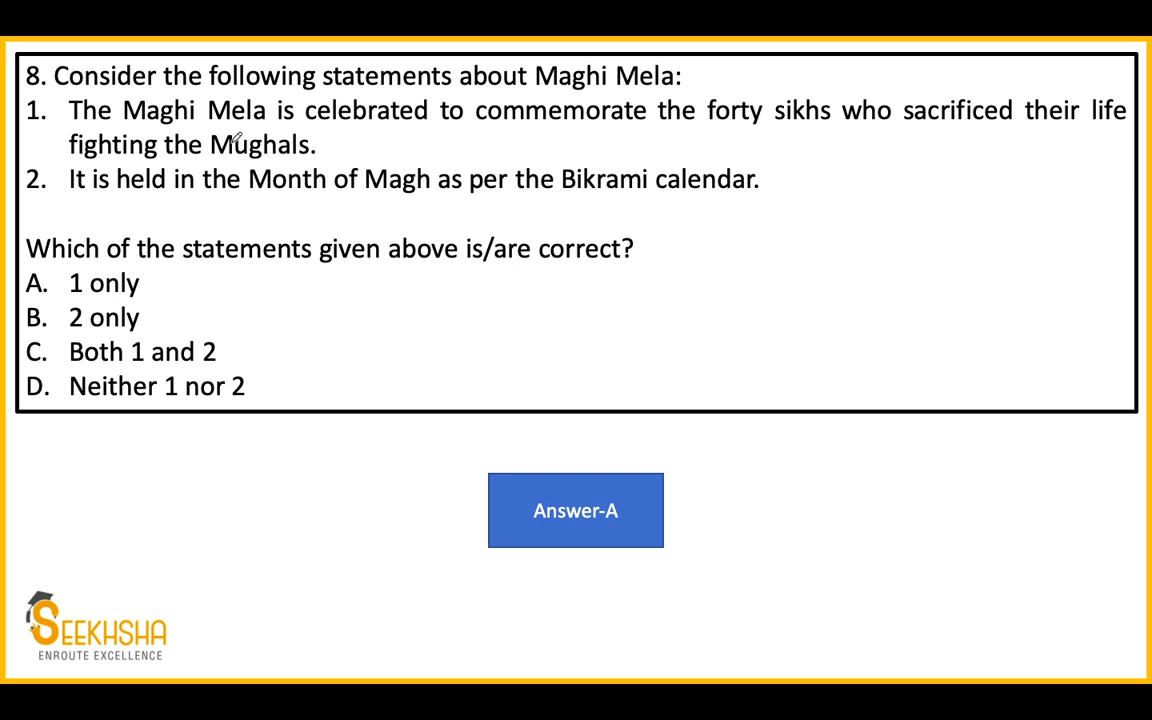 8. Consider the following statements about Maghi Mela:
1. The Maghi Mela is celebrated to commemorate the forty sikhs who sacrificed their life
fighting the Mughals.
2. It is held in the Month of Magh as per the Bikrami calendar.
Which of the statements given above is/are correct?
A. 1 only
B. 2 only
C. Both 1 and 2
D. Neither 1 nor 2
Answer-A
SEEKHSHA
ENROUTE EXCELLENCE